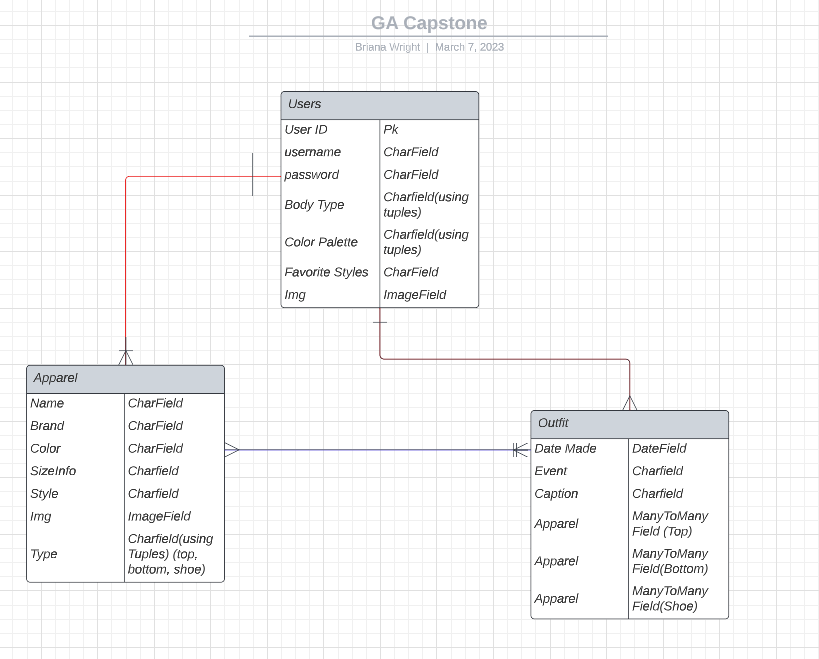 GA Capstone
Briana Wright | March 7, 2023
Users
User ID Pk
username CharField
password CharField
Body Type Charfield(using
tuples)
Color Palette Charfield(using
tuples)
Favorite Styles CharField
Img ImageField
Apparel
Name CharField
Brand CharField
Color CharField
SizeInfo Charfield
Style Charfield
Img ImageField
Type Charfield(using
Tuples) (top,
bottom, shoe)
Outfit
Date Made DateField
Event Charfield
Caption Charfield
Apparel ManyToMany
Field (Top)
Apparel ManyToMany
Field(Bottom)
Apparel ManyToMany
Field(Shoe)